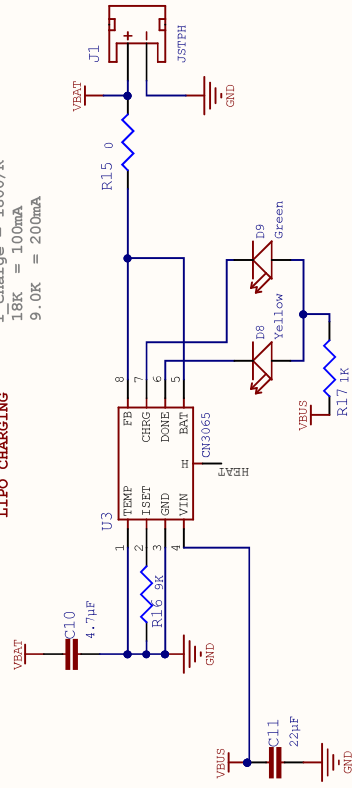 LIPO CHARGING
18K = 100mA
9.0K = 200mA
J1
+ -
JSTPH
VBAT
GND
R15 0
D9
Green
D8
Yellow
R17 1K
VBUS
8 7 6 5
FB
CHRG
DONE
BAT
CN3065
H
HEAT
U3
TEMP
ISET
GND
VIN
1 2 3 4
R16 9K
C10
4.7µF
VBAT
GND
VBUS
C11
22µF
GND